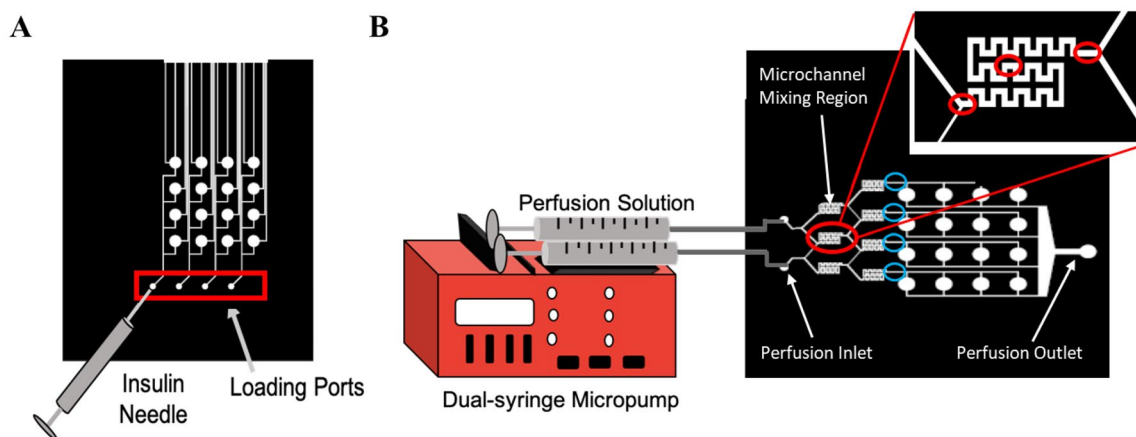 A
B
Microchannel
Mixing Region
Perfusion Solution
Insulin
Needle
Loading Ports
Perfusion Inlet
Perfusion Outlet
Dual-syringe Micropump